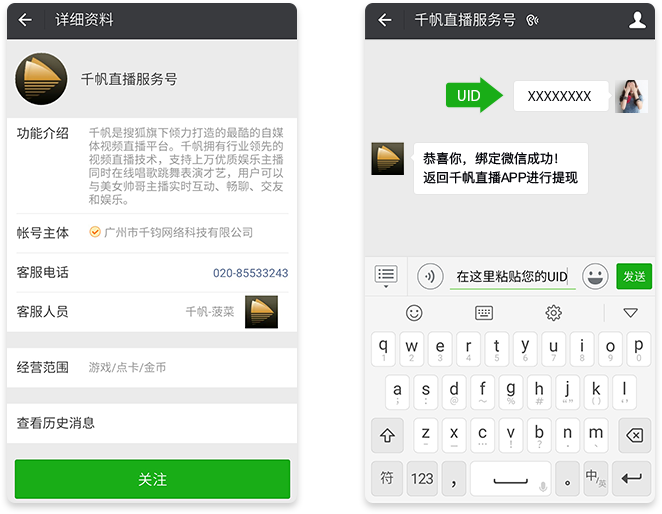 详细资料
千帆直播服务号
功能介绍
千帆是搜狐旗下倾力打造的最酷的自媒
体视频直播平台。千帆拥有行业领先的
视频直播技术，支持上万优质娱乐主播
同时在线唱歌跳舞表演才艺，用户可以
与美女帅哥主播实时互动、畅聊、交友
和娱乐。
帐号主体 广州市千钧网络科技有限公司
客服电话 020-85533243
客服人员 千帆-菠菜
经营范围 游戏/点卡/金币
查看历史消息
关注
千帆直播服务号
UID XXXXXXXX
恭喜你，绑定微信成功！
返回千帆直播APP进行提现
在这里粘贴您的UID 发送
q w e r t y u i o p
1 2 3 4 5 6 7 8 9 0
a s d f g h j k l
@ ~ % # “” ( ) ‘
z x c v b n m
- — … ! : . 、
符 123 ， 。 中/英